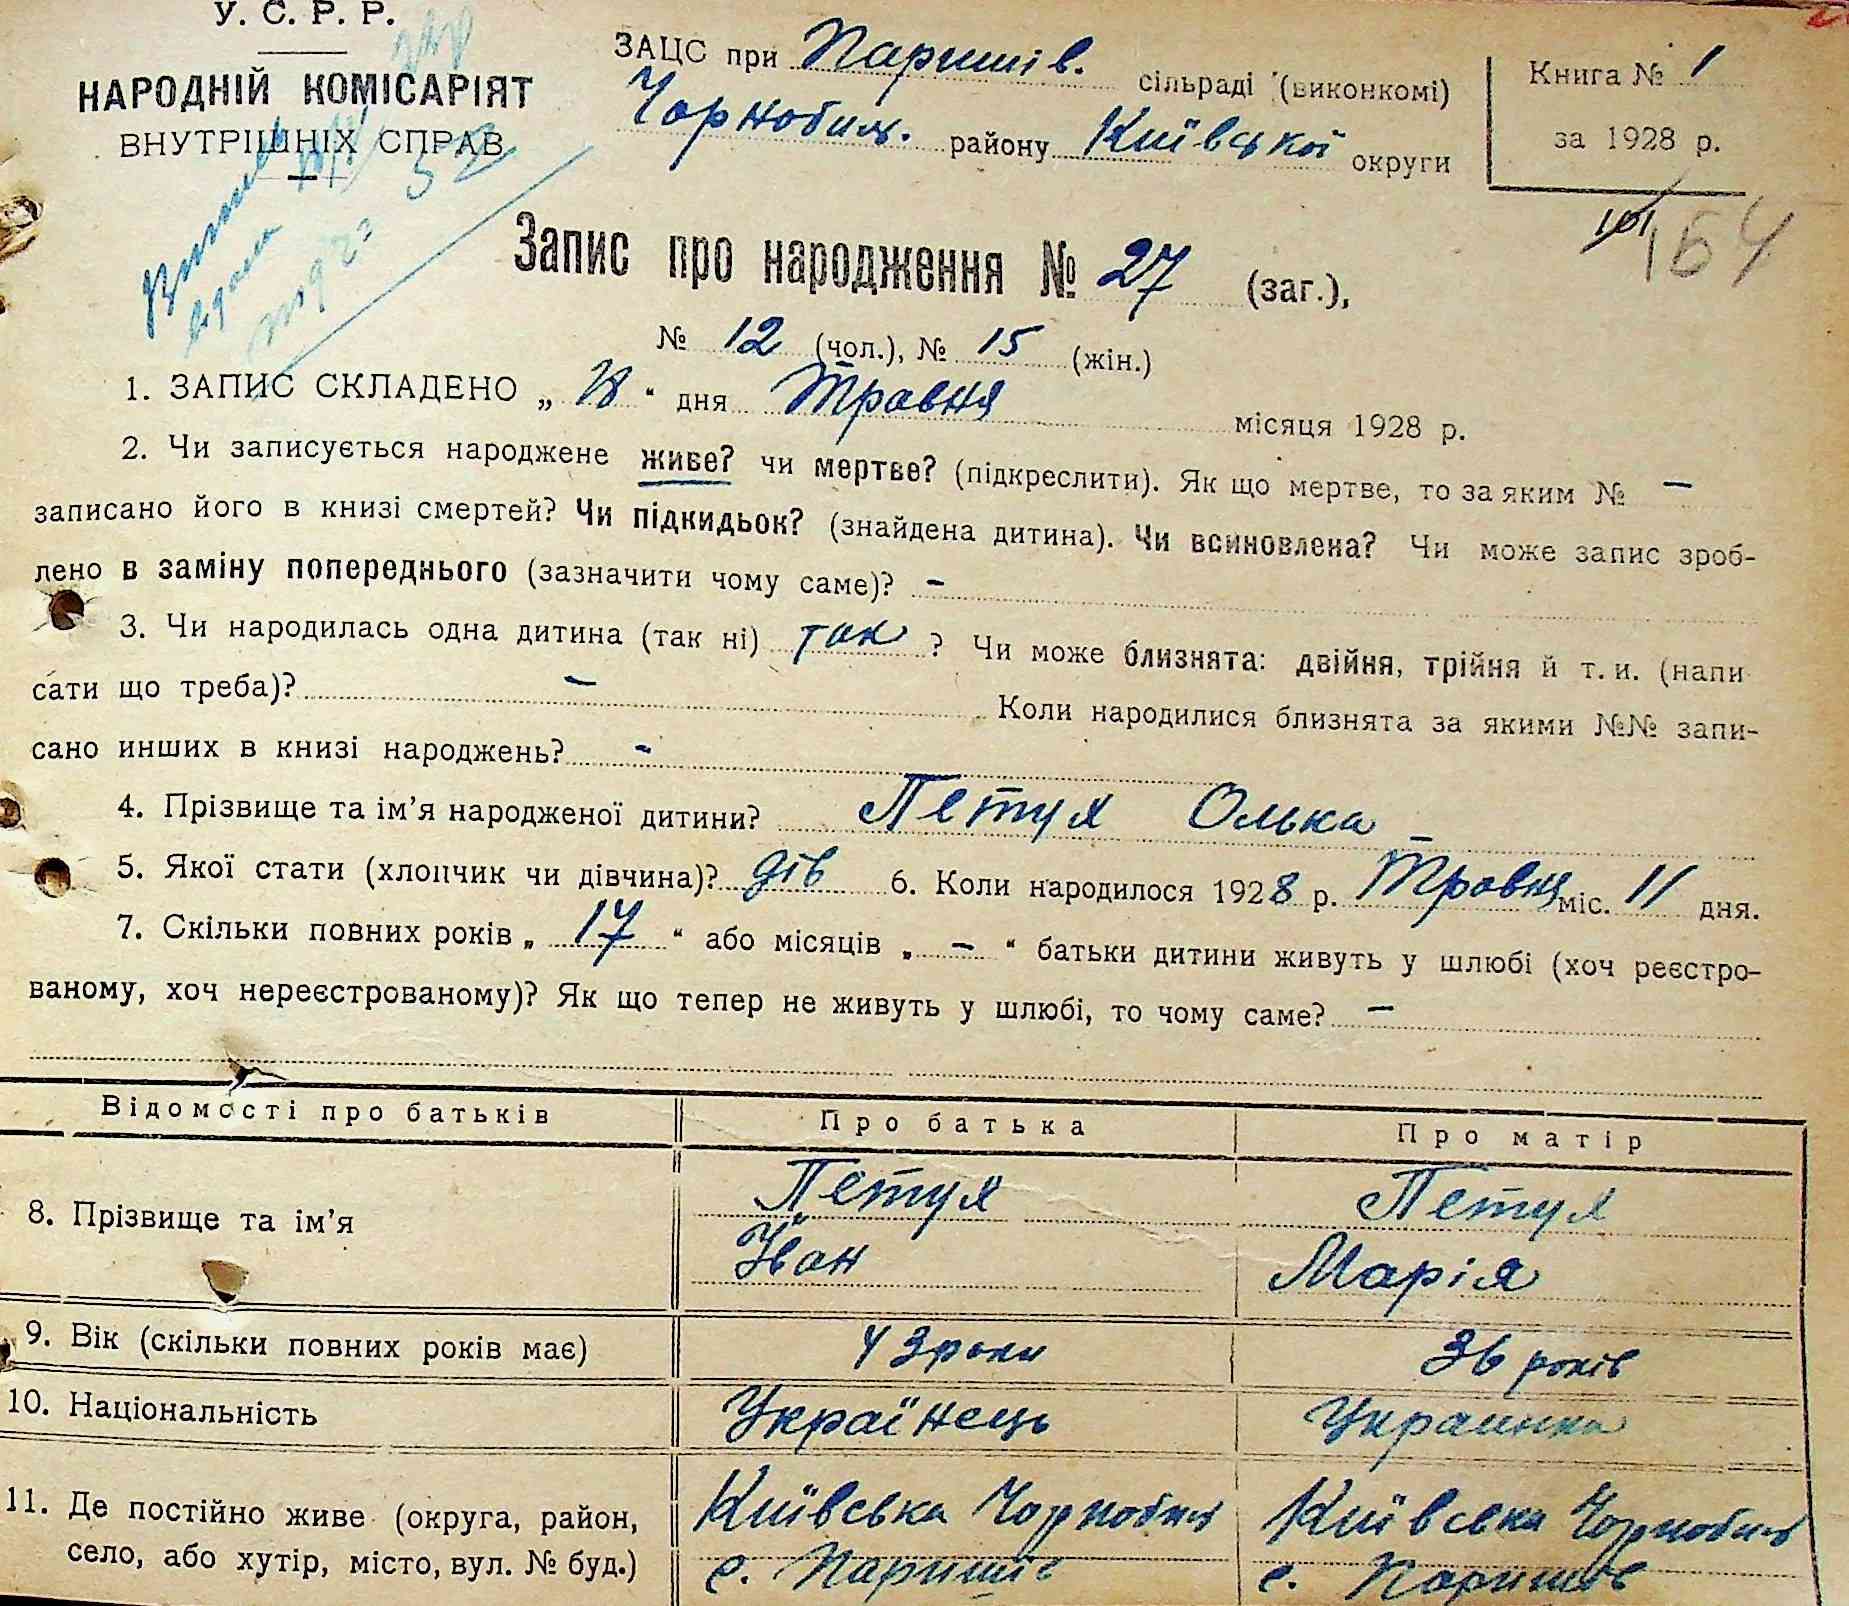 У. С. Р. Р.
НАРОДНІЙ КОМІСАРІЯТ
ВНУТРІШНІХ СПРАВ
ЗАЦС при Паришів. сільраді (виконкомі)
Чорнобил. району Київської округи
Книга № 1
за 1928 р.
101
164
Запис про народження № 27 (заг.),
№ 12 (чол.), № 15 (жін.)
1. ЗАПИС СКЛАДЕНО „ “ дня Травня місяця 1928 р.
2. Чи записується народжене живе? чи мертве? (підкреслити). Як що мертве, то за яким № –
записано його в книзі смертей? Чи підкидьок? (знайдена дитина). Чи всиновлена? Чи може запис зроб-
лено в заміну попереднього (зазначити чому саме)? –
3. Чи народилась одна дитина (так ні) так ? Чи може близнята: двійня, трійня й т. и. (напи
сати що треба)? – Коли народилися близнята за якими №№ запи-
сано инших в книзі народжень? -
4. Прізвище та ім’я народженої дитини? Петух Олька –
5. Якої стати (хлопчик чи дівчина)? дів 6. Коли народилося 1928 р. Травня міс. 11 дня.
7. Скільки повних років „ 17 “ або місяців „ – “ батьки дитини живуть у шлюбі (хоч реєстро-
ваному, хоч нереєстрованому)? Як що тепер не живуть у шлюбі, то чому саме? –
Відомості про батьків Про батька Про матір
8. Прізвище та ім’я Петух Іван Петух Марія
9. Вік (скільки повних років має) 43 роки 36 років
10. Національність Українець Украинка
11. Де постійно живе (округа, район, Київська Чорнобил Київська Чорнобил
село, або хутір, місто, вул. № буд.) с. Паришів с. Паришів